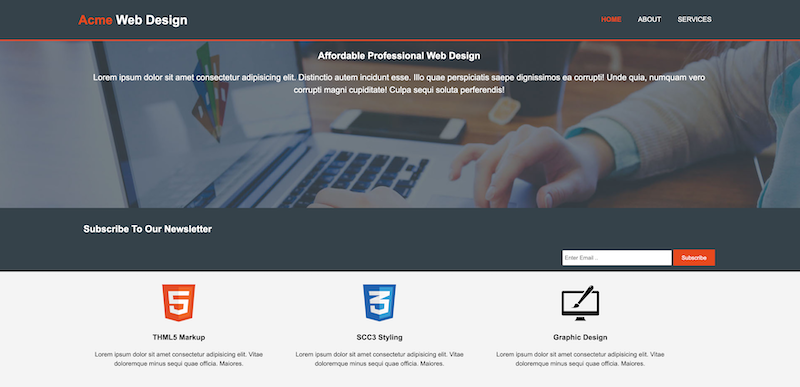 Acme Web Design
HOME ABOUT SERVICES
Affordable Professional Web Design
Lorem ipsum dolor sit amet consectetur adipisicing elit. Distinctio autem incidunt esse. Illo quae perspiciatis saepe dignissimos ea corrupti! Unde quia, numquam vero
corrupti magni cupiditate! Culpa sequi soluta perferendis!
Subscribe To Our Newsletter
Enter Email .. Subscribe
THML5 Markup
Lorem ipsum dolor sit amet consectetur adipisicing elit. Vitae
doloremque minus sequi quae officia. Maiores.
SCC3 Styling
Lorem ipsum dolor sit amet consectetur adipisicing elit. Vitae
doloremque minus sequi quae officia. Maiores.
Graphic Design
Lorem ipsum dolor sit amet consectetur adipisicing elit. Vitae
doloremque minus sequi quae officia. Maiores.